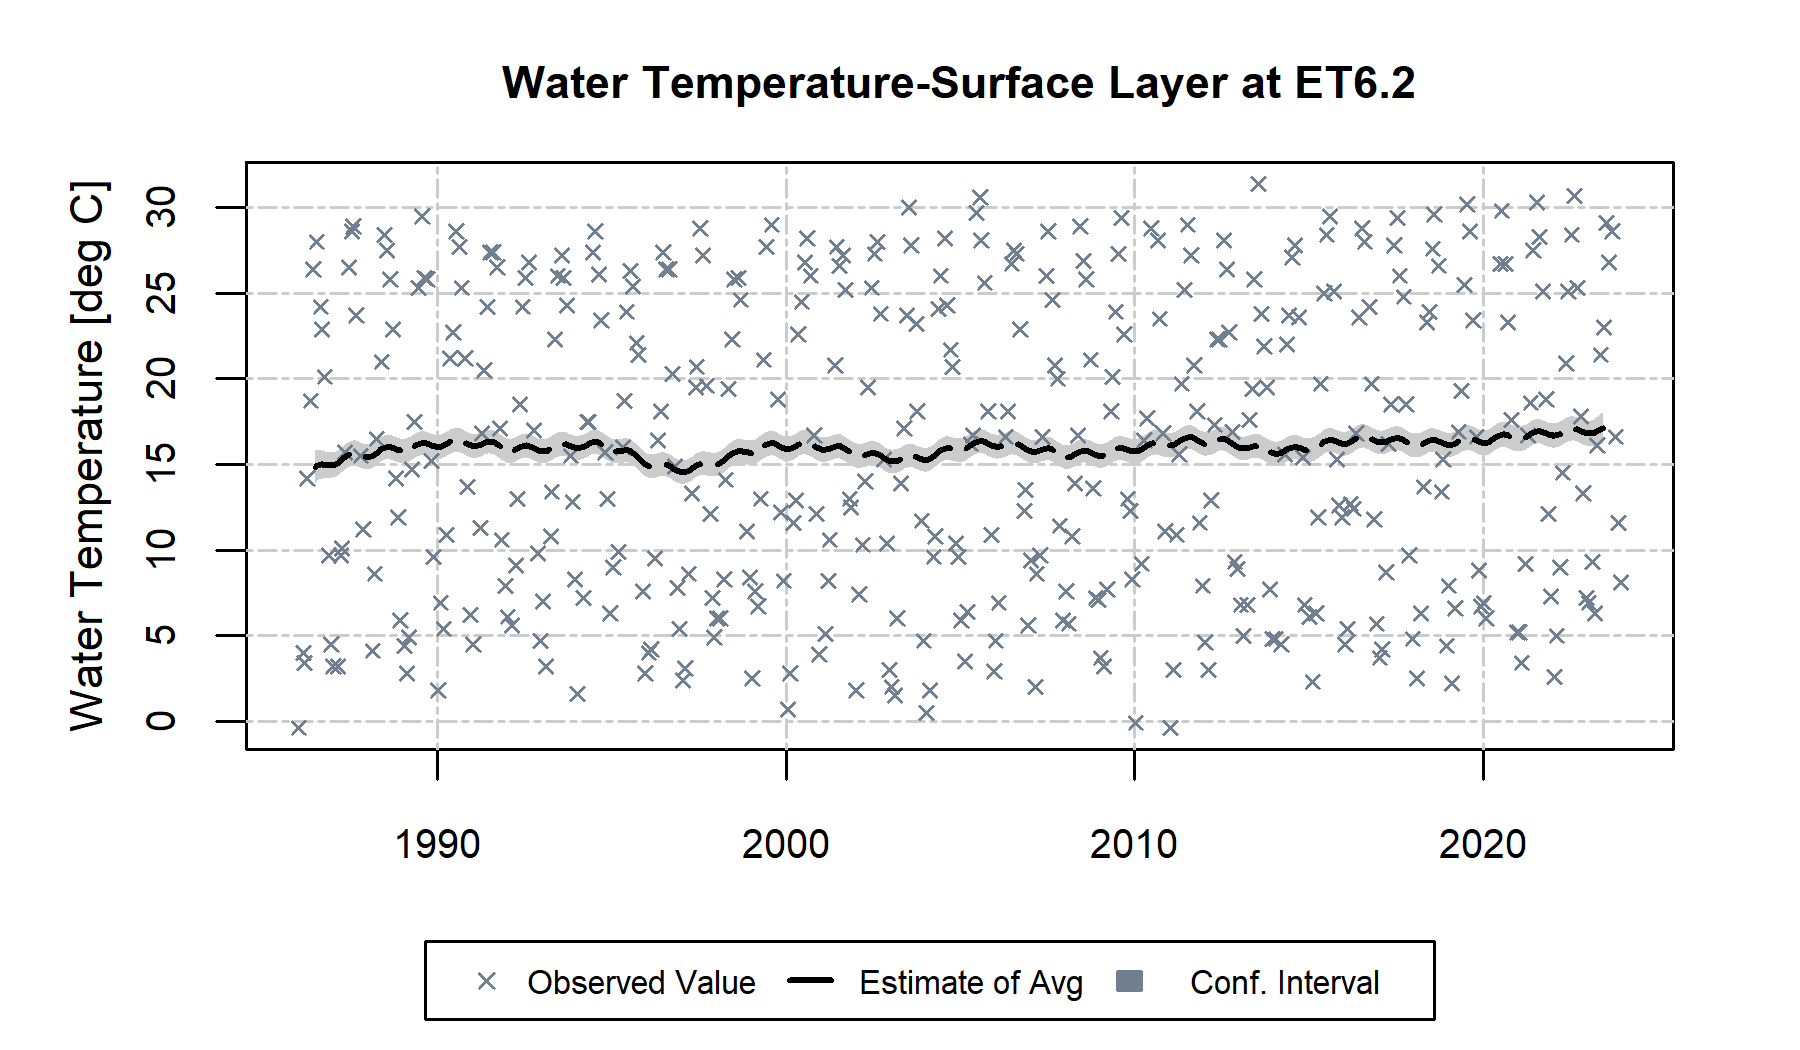 Water Temperature-Surface Layer at ET6.2
Water Temperature [deg C]
30
25
20
15
10
5
0
1990 2000 2010 2020
Observed Value Estimate of Avg Conf. Interval